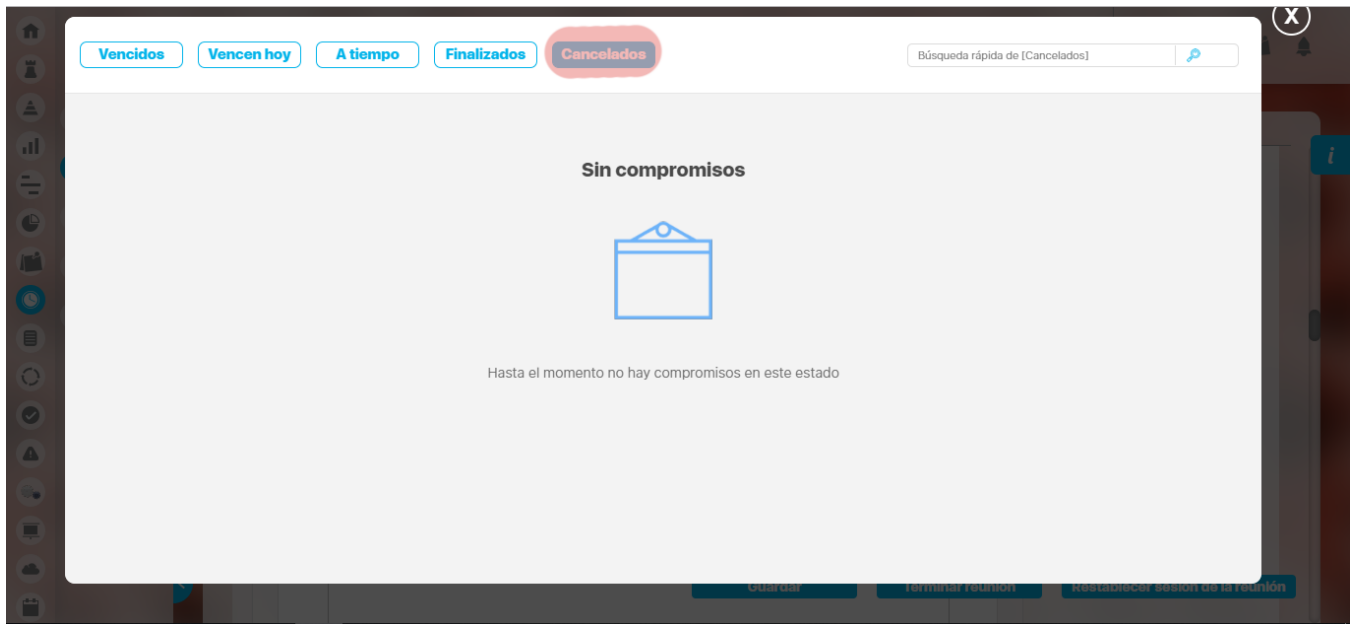 X
Vencidos Vencen hoy A tiempo Finalizados Cancelados Búsqueda rápida de [Cancelados]
i
Sin compromisos
Hasta el momento no hay compromisos en este estado
Guardar Terminar reunión Restablecer sesión de la reunión